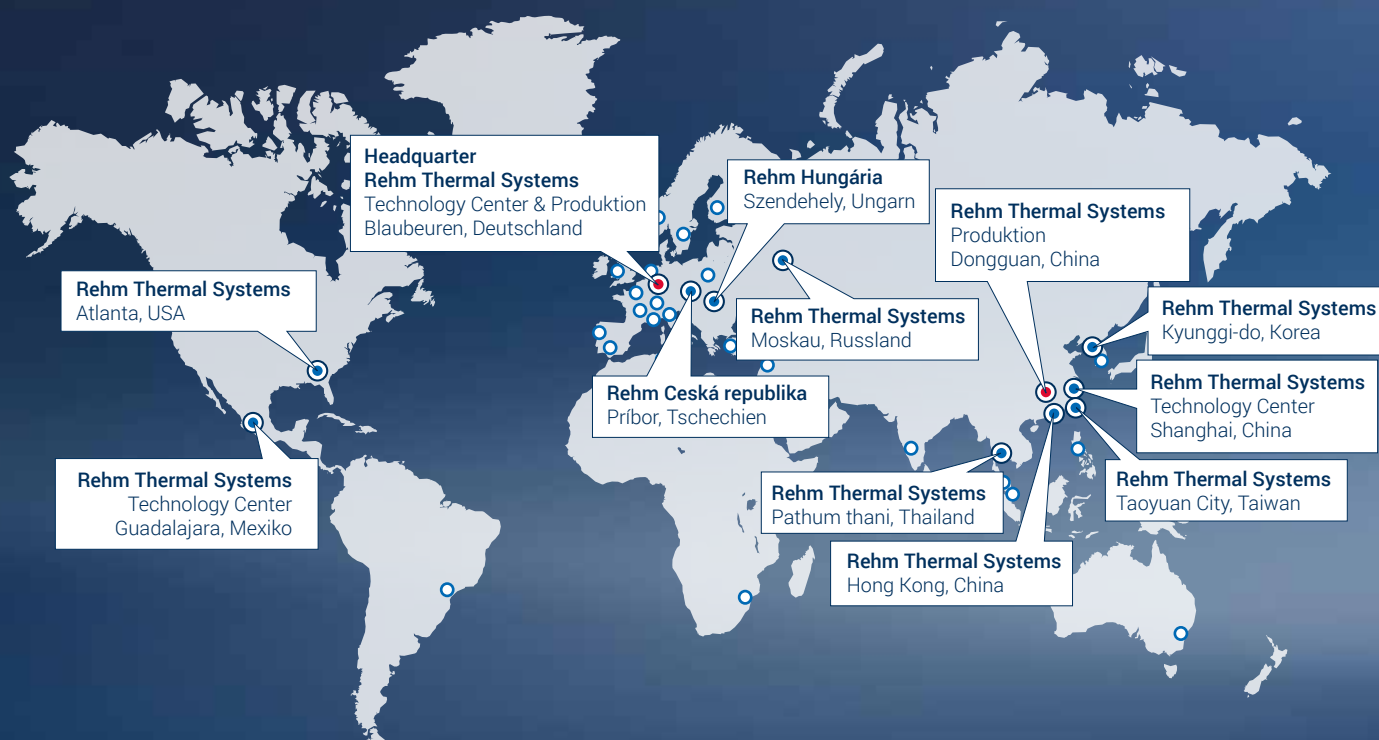 Headquarter
Rehm Thermal Systems
Technology Center & Produktion
Blaubeuren, Deutschland
Rehm Hungária
Szendehely, Ungarn
Rehm Thermal Systems
Produktion
Dongguan, China
Rehm Thermal Systems
Atlanta, USA
Rehm Thermal Systems
Moskau, Russland
Rehm Thermal Systems
Kyunggi-do, Korea
Rehm Ceská republika
Príbor, Tschechien
Rehm Thermal Systems
Technology Center
Shanghai, China
Rehm Thermal Systems
Technology Center
Guadalajara, Mexiko
Rehm Thermal Systems
Pathum thani, Thailand
Rehm Thermal Systems
Taoyuan City, Taiwan
Rehm Thermal Systems
Hong Kong, China